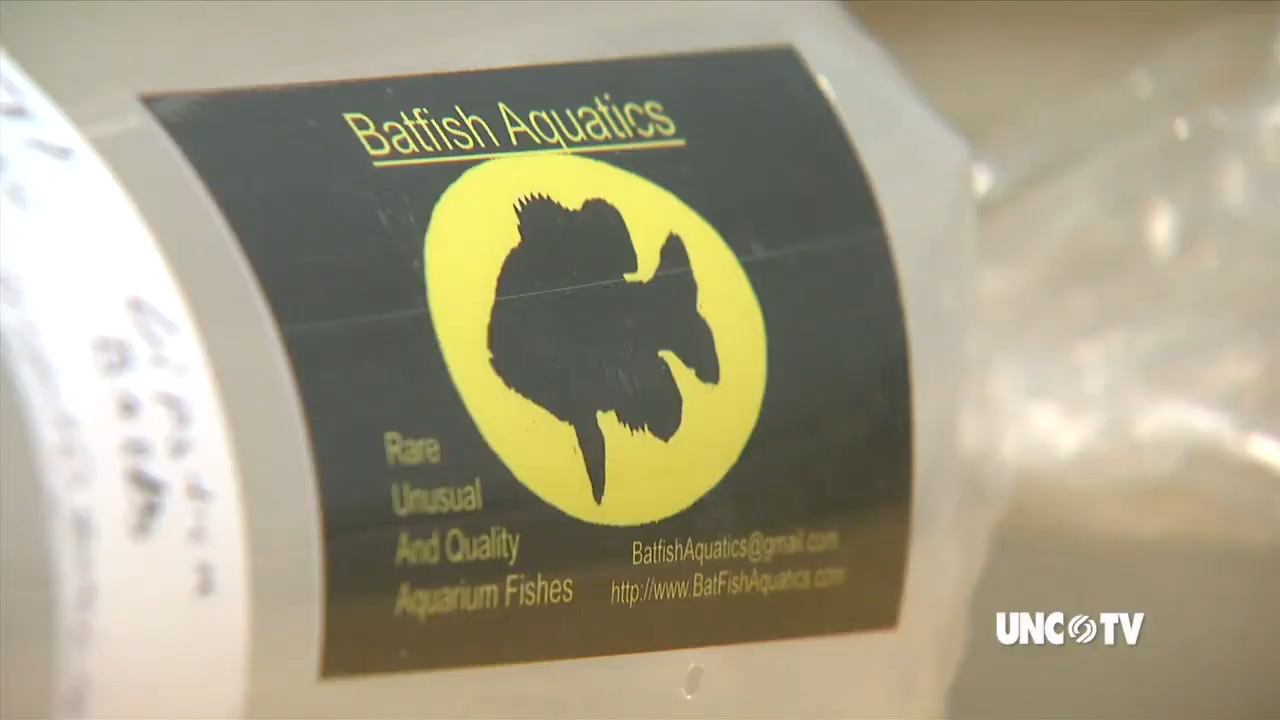 Batfish Aquatics
Rare
Unusual
And Quality
Aquarium Fishes
BatfishAquatics@gmail.com
http://www.BatFishAquatics.com
UNC TV